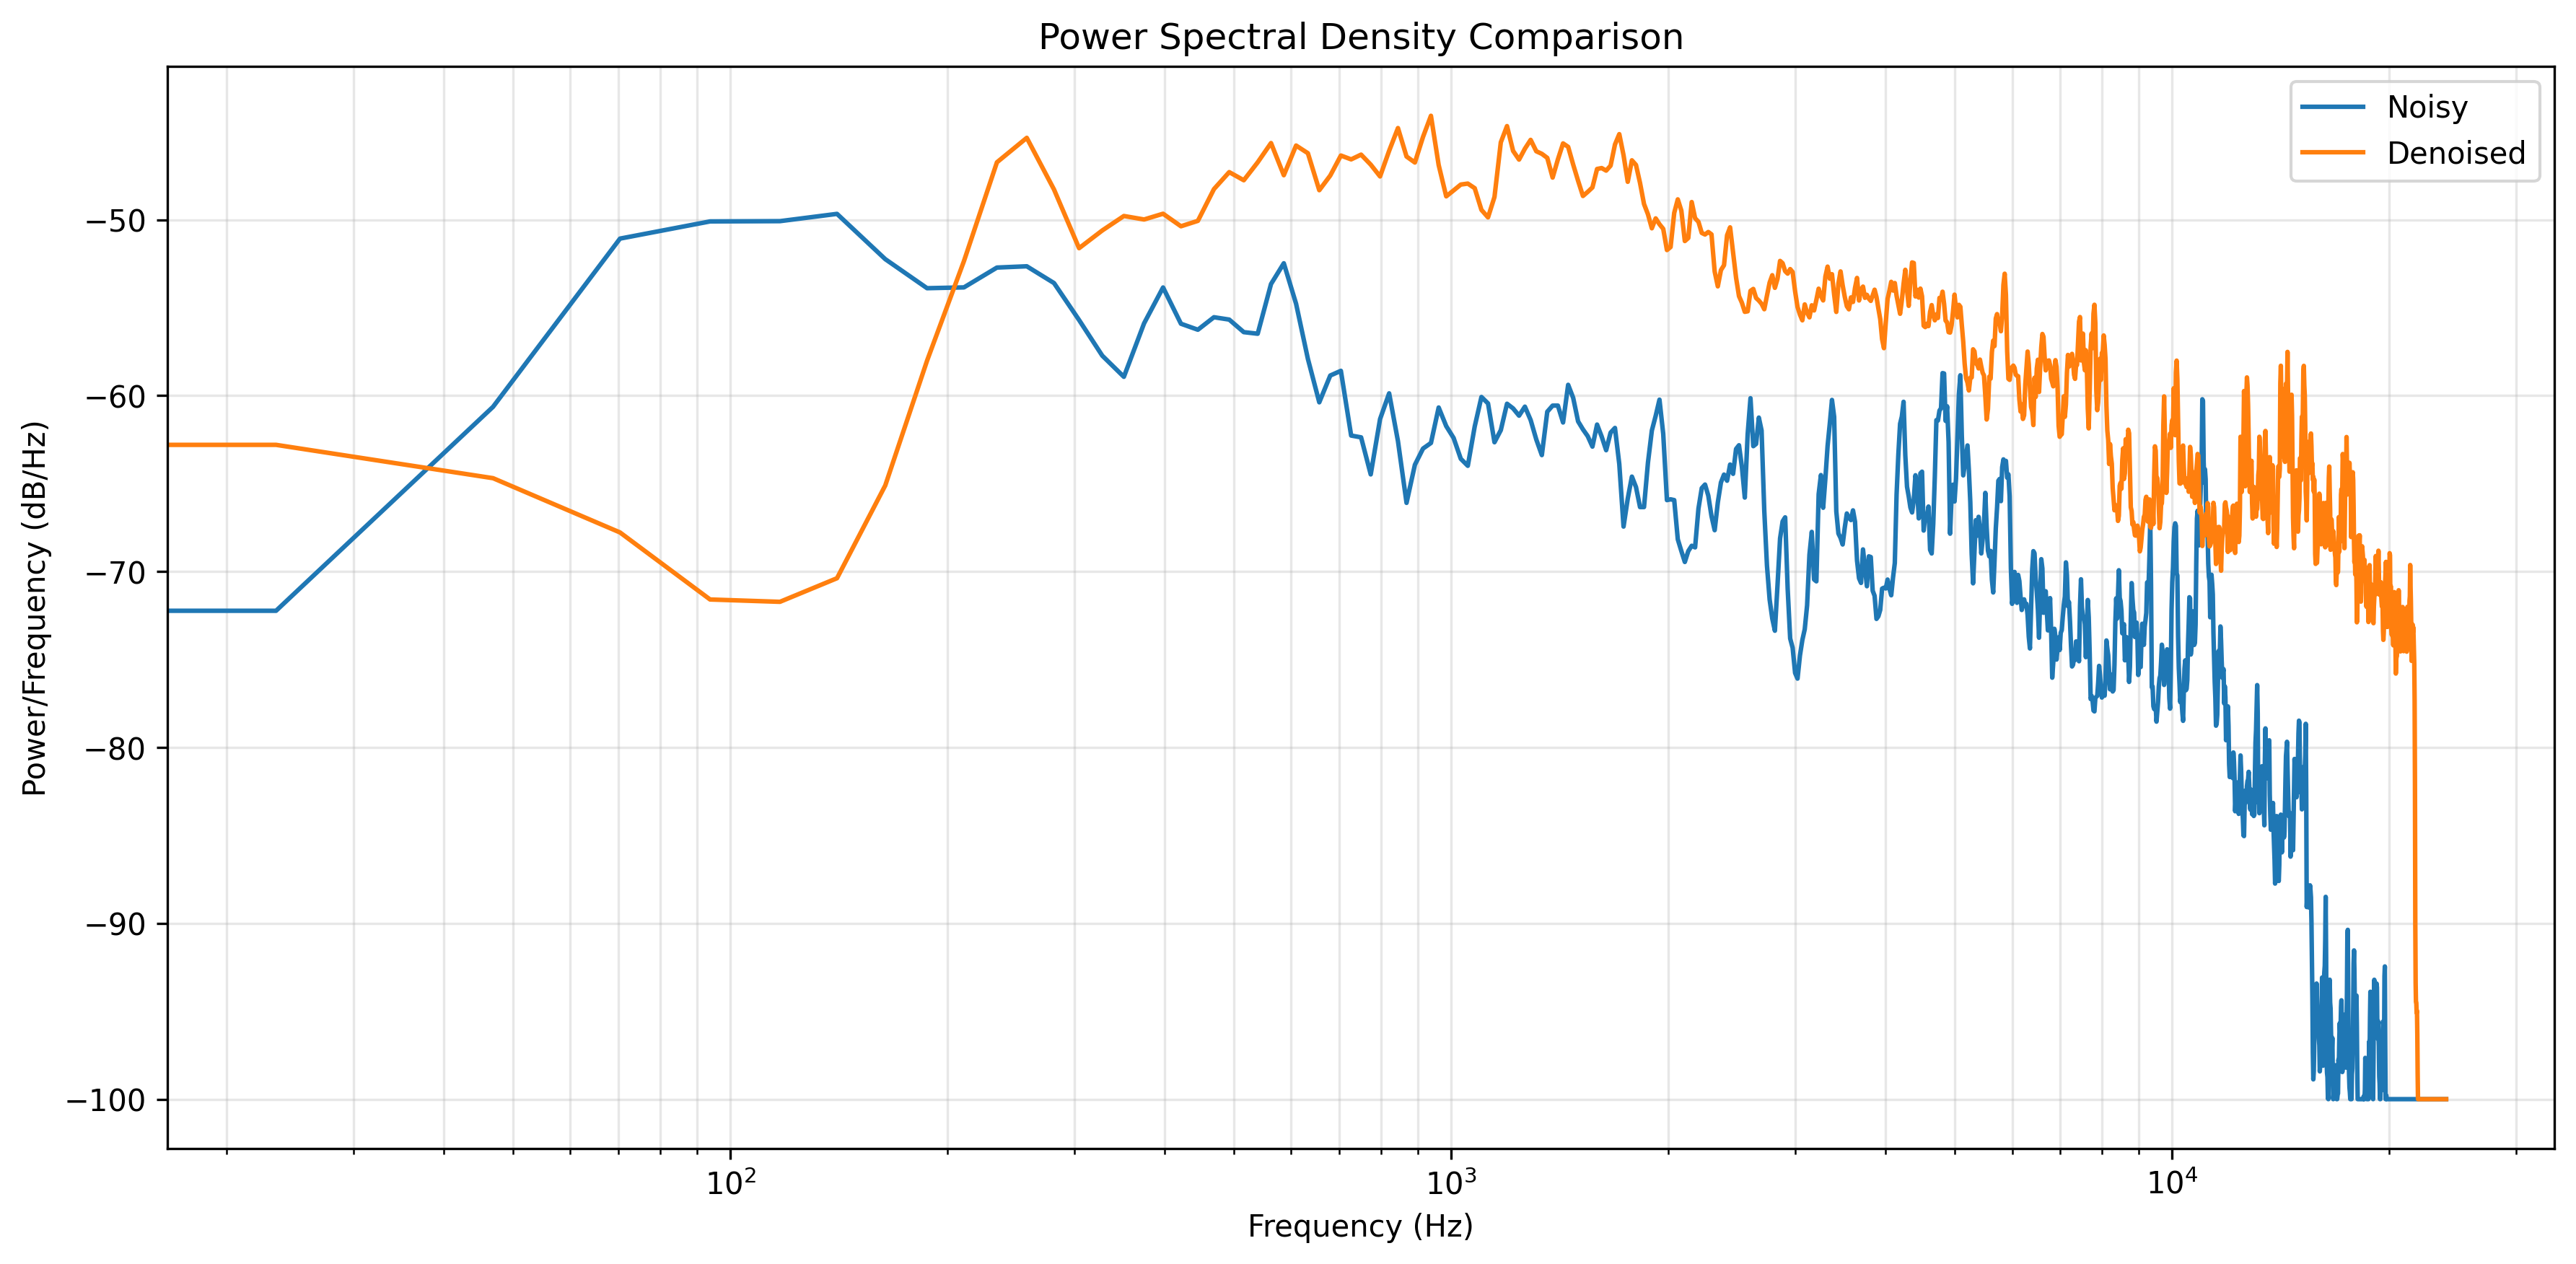 Power Spectral Density Comparison
Noisy
Denoised
Power/Frequency (dB/Hz)
−50
−60
−70
−80
−90
−100
10²
10³
10⁴
Frequency (Hz)